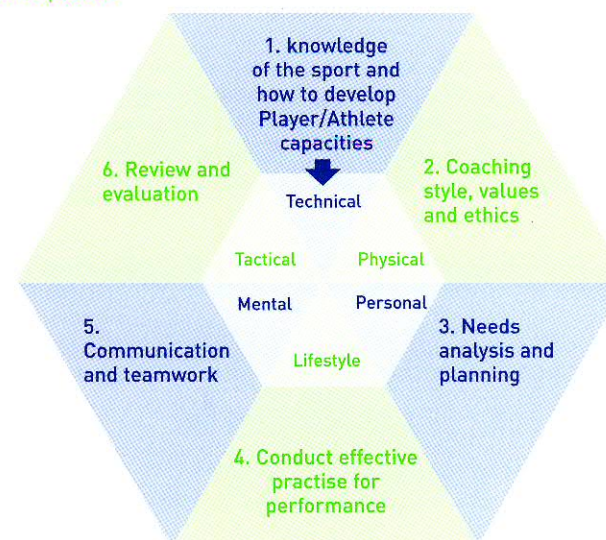 1. knowledge
of the sport and
how to develop
Player/Athlete
capacities
2. Coaching
style, values
and ethics
3. Needs
analysis and
planning
4. Conduct effective
practise for
performance
5.
Communication
and teamwork
6. Review and
evaluation
Technical
Tactical
Physical
Mental
Personal
Lifestyle